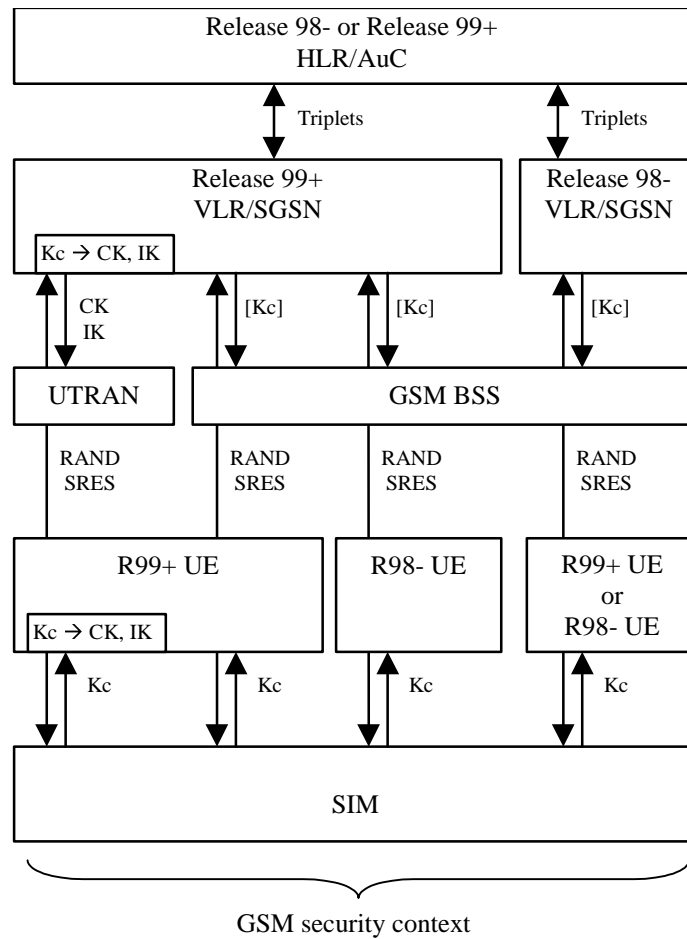 Release 98- or Release 99+
HLR/AuC
Triplets
Triplets
Release 99+
VLR/SGSN
Release 98-
VLR/SGSN
Kc → CK, IK
CK
IK
[Kc]
[Kc]
[Kc]
UTRAN
GSM BSS
RAND
SRES
RAND
SRES
RAND
SRES
RAND
SRES
R99+ UE
R98- UE
R99+ UE
or
R98- UE
Kc → CK, IK
Kc
Kc
Kc
Kc
SIM
GSM security context